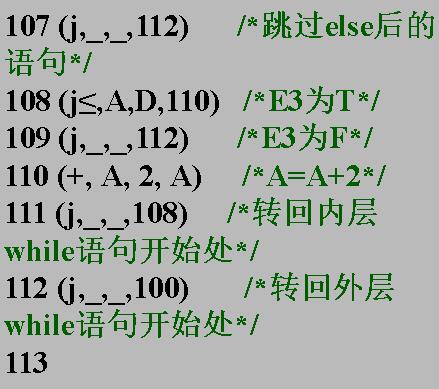 107 (j,_,_,112) /*跳过else后的
语句*/
108 (j≤,A,D,110) /*E3为T*/
109 (j,_,_,112) /*E3为F*/
110 (+, A, 2, A) /*A=A+2*/
111 (j,_,_,108) /*转回内层
while语句开始处*/
112 (j,_,_,100) /*转回外层
while语句开始处*/
113